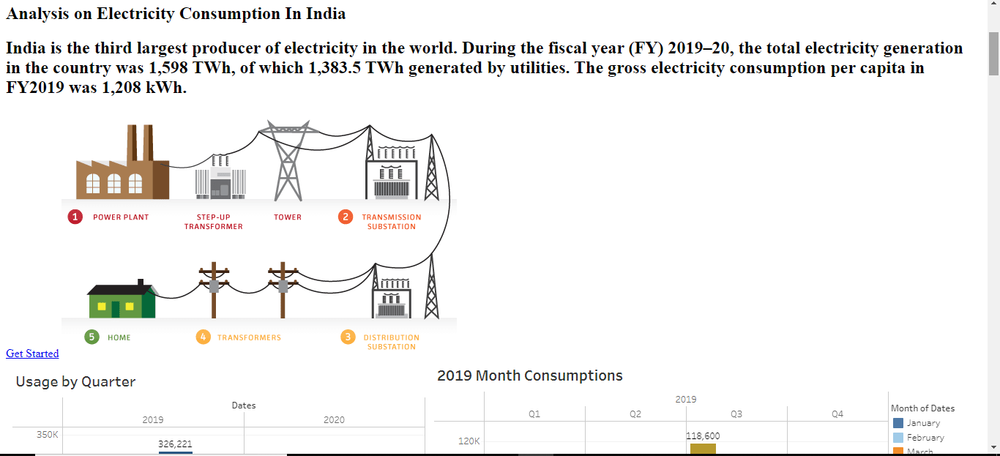 Analysis on Electricity Consumption In India
India is the third largest producer of electricity in the world. During the fiscal year (FY) 2019–20, the total electricity generation
in the country was 1,598 TWh, of which 1,383.5 TWh generated by utilities. The gross electricity consumption per capita in
FY2019 was 1,208 kWh.
1 POWER PLANT
STEP-UP
TRANSFORMER
TOWER
2 TRANSMISSION
SUBSTATION
5 HOME
4 TRANSFORMERS
3 DISTRIBUTION
SUBSTATION
Get Started
Usage by Quarter
Dates
2019 2020
350K
326,221
2019 Month Consumptions
2019
Q1 Q2 Q3 Q4
120K
118,600
Month of Dates
January
February
March